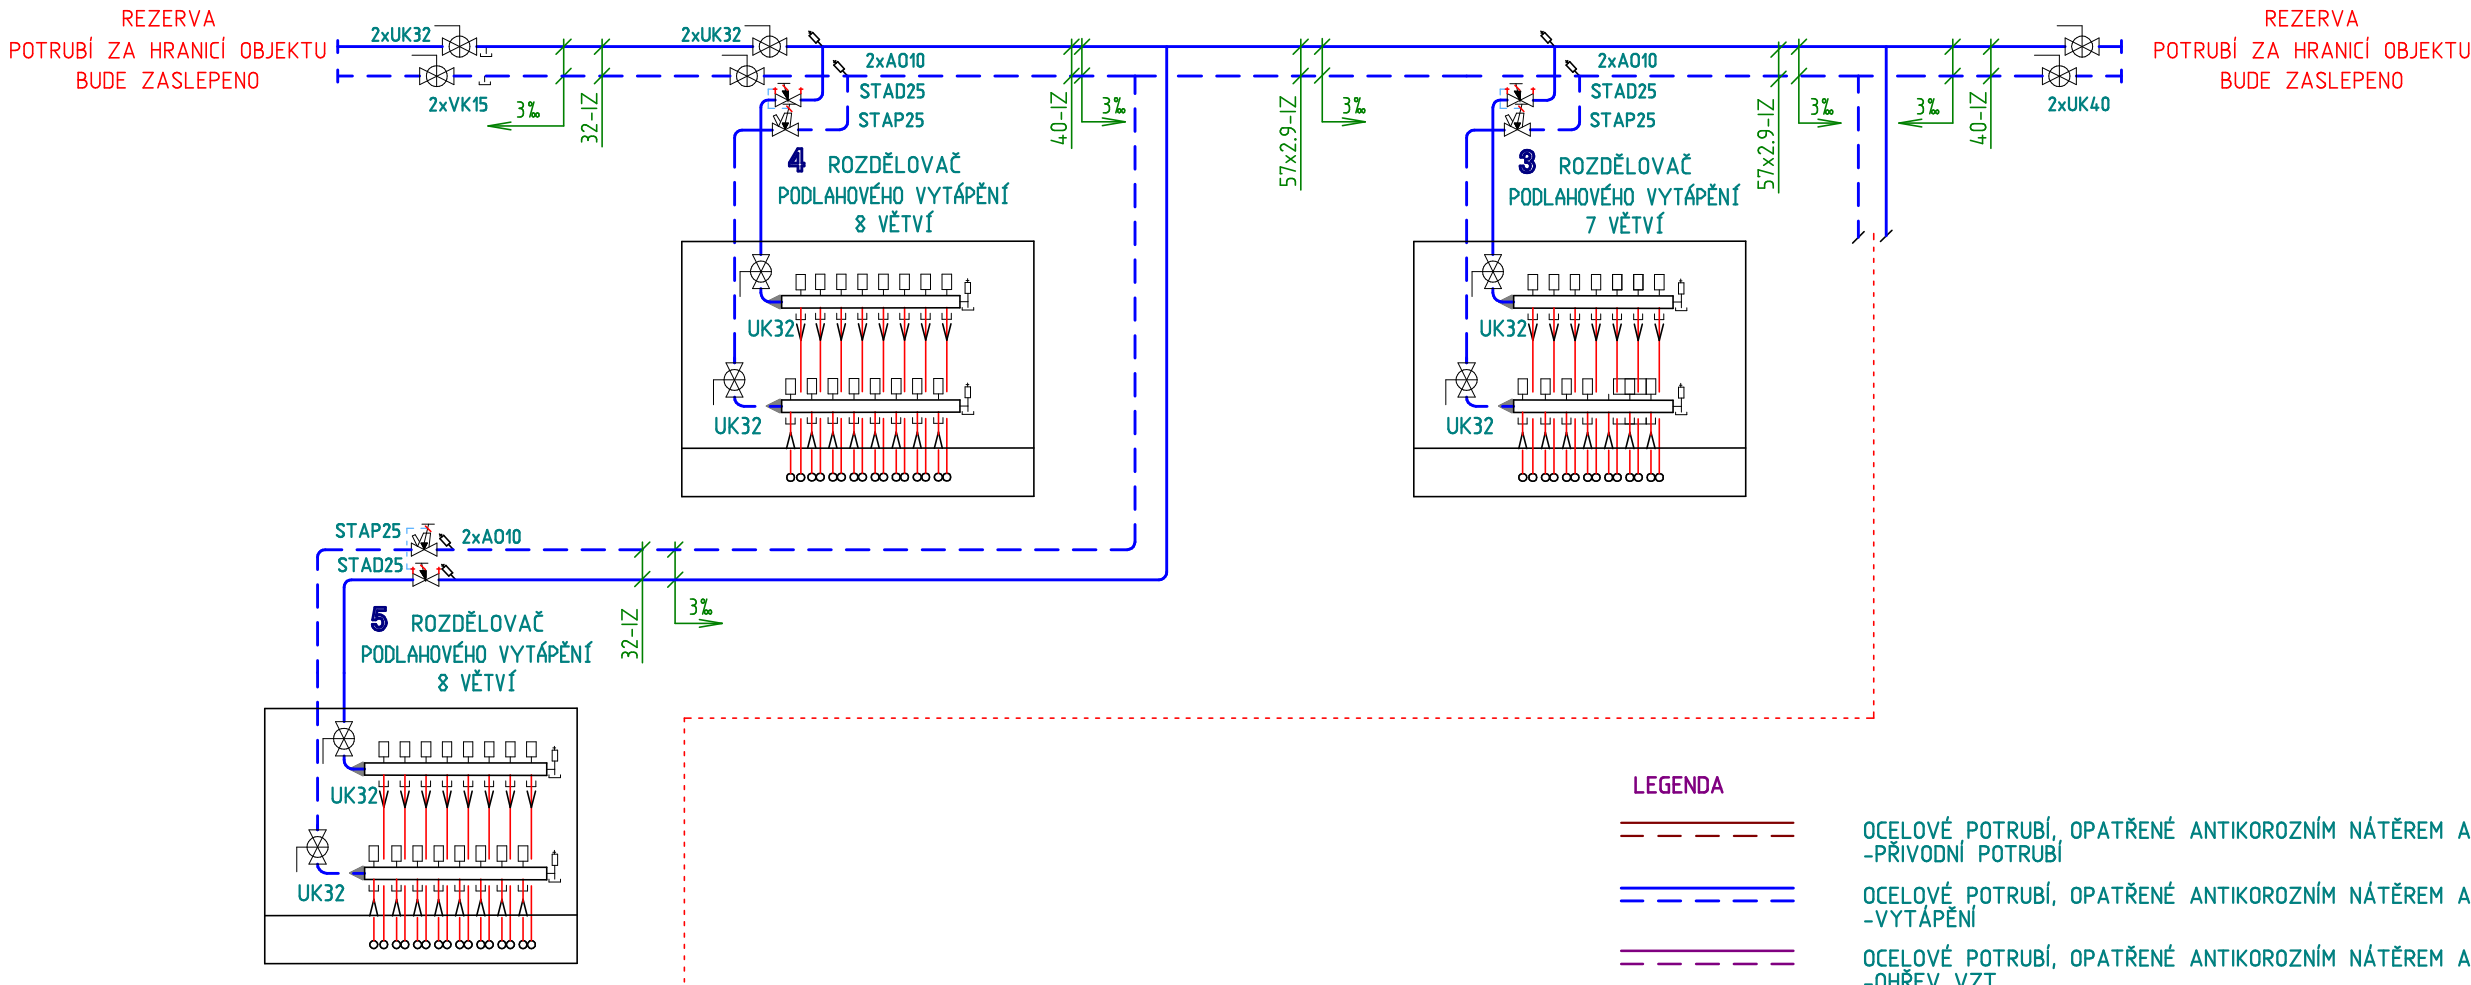 REZERVA
POTRUBÍ ZA HRANICÍ OBJEKTU
BUDE ZASLEPENO
2xUK32
2xVK15
3‰
32-IZ
2xUK32
2xAO10
STAD25
STAP25
40-IZ
3‰
57x2.9-IZ
3‰
2xAO10
STAD25
STAP25
57x2.9-IZ
3‰
3‰
40-IZ
2xUK40
REZERVA
POTRUBÍ ZA HRANICÍ OBJEKTU
BUDE ZASLEPENO
4 ROZDĚLOVAČ
PODLAHOVÉHO VYTÁPĚNÍ
8 VĚTVÍ
UK32
UK32
3 ROZDĚLOVAČ
PODLAHOVÉHO VYTÁPĚNÍ
7 VĚTVÍ
UK32
UK32
STAP25
2xAO10
STAD25
5 ROZDĚLOVAČ
PODLAHOVÉHO VYTÁPĚNÍ
8 VĚTVÍ
32-IZ
3‰
UK32
UK32
LEGENDA
OCELOVÉ POTRUBÍ, OPATŘENÉ ANTIKOROZNÍM NÁTĚREM A
-PŘIVODNÍ POTRUBÍ
OCELOVÉ POTRUBÍ, OPATŘENÉ ANTIKOROZNÍM NÁTĚREM A
-VYTÁPĚNÍ
OCELOVÉ POTRUBÍ, OPATŘENÉ ANTIKOROZNÍM NÁTĚREM A
-OHŘEV VZT